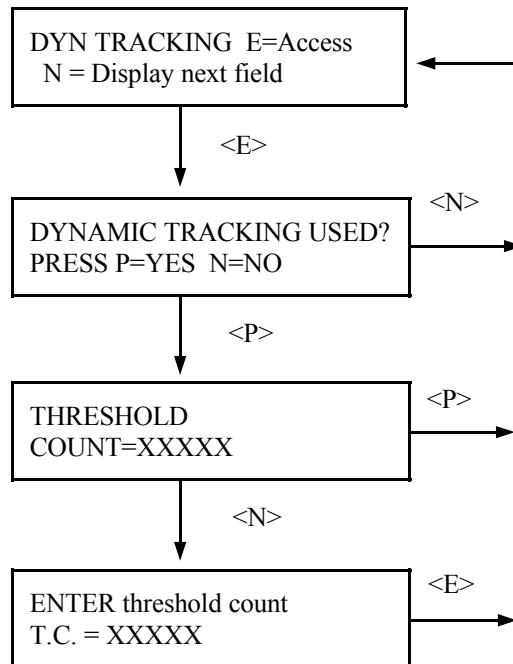 DYN TRACKING E=Access
N = Display next field
<E>
<N>
DYNAMIC TRACKING USED?
PRESS P=YES N=NO
<P>
<P>
THRESHOLD
COUNT=XXXXX
<N>
<E>
ENTER threshold count
T.C. = XXXXX